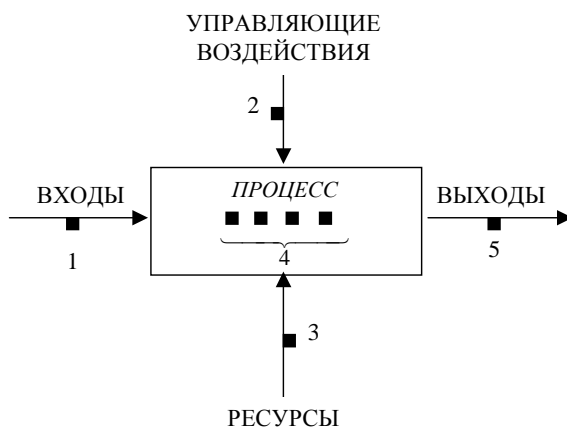 УПРАВЛЯЮЩИЕ
ВОЗДЕЙСТВИЯ
2
ВХОДЫ
ПРОЦЕСС
ВЫХОДЫ
1
4
5
3
РЕСУРСЫ